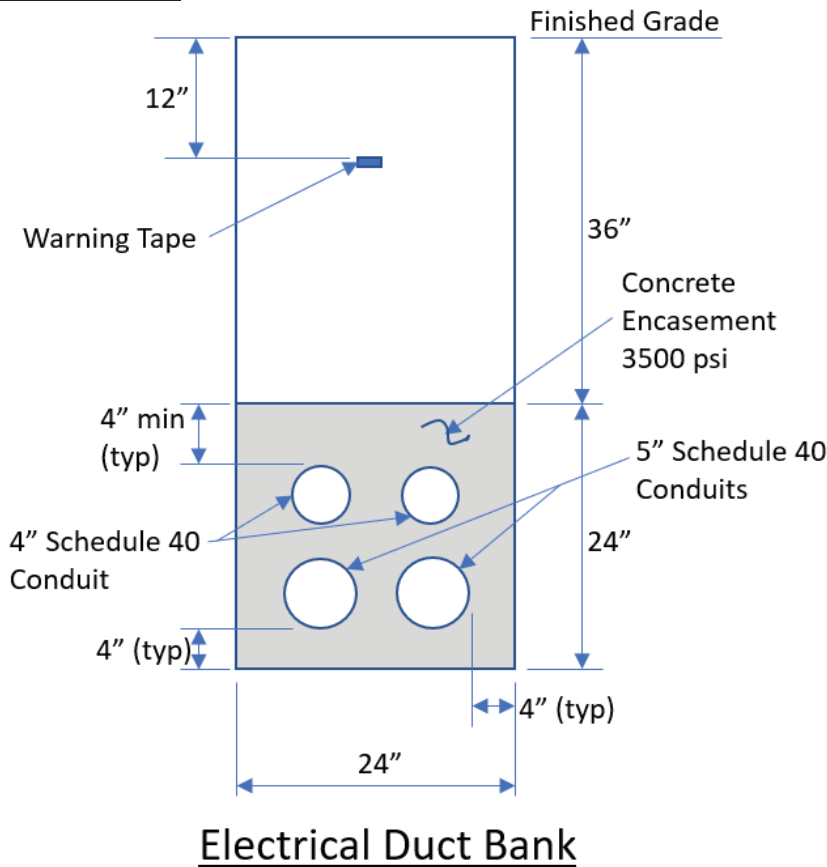 Finished Grade
12”
Warning Tape
36”
Concrete
Encasement
3500 psi
4” min
(typ)
5” Schedule 40
Conduits
4” Schedule 40
Conduit
24”
4” (typ)
4” (typ)
24”
Electrical Duct Bank